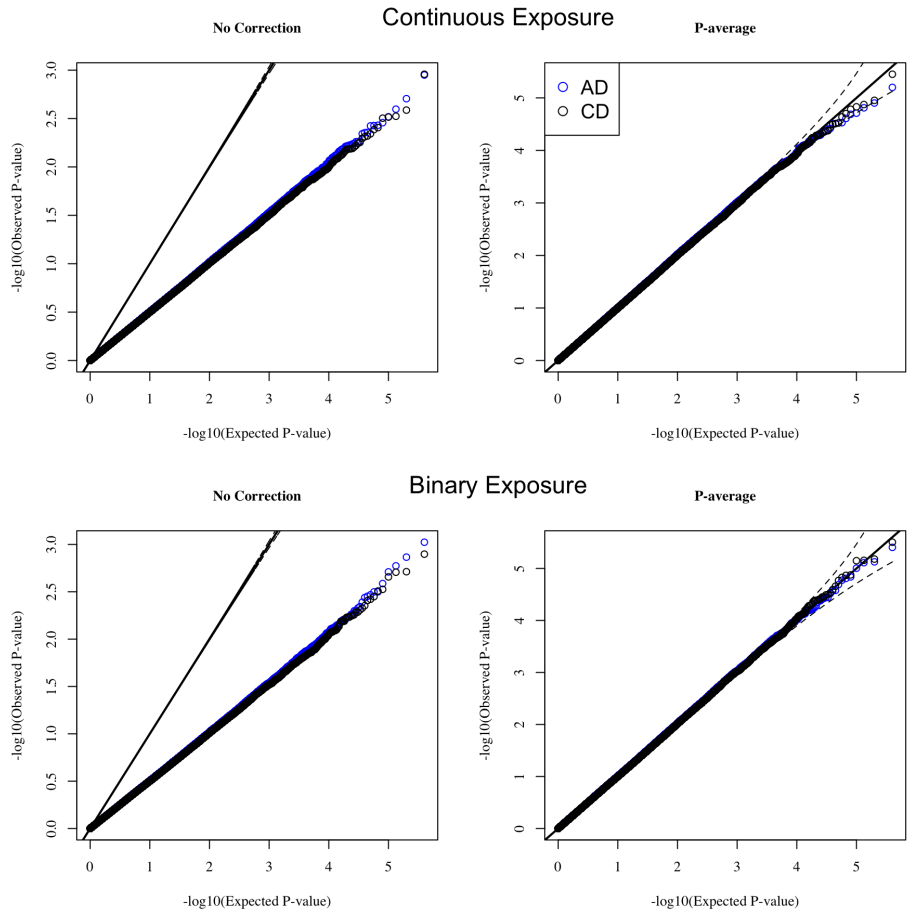 Continuous Exposure
No Correction
P-average
-log10(Observed P-value)
3.0
2.5
2.0
1.5
1.0
0.5
0.0
0 1 2 3 4 5
-log10(Expected P-value)
AD
CD
-log10(Observed P-value)
5
4
3
2
1
0
0 1 2 3 4 5
-log10(Expected P-value)
Binary Exposure
No Correction
P-average
-log10(Observed P-value)
3.0
2.5
2.0
1.5
1.0
0.5
0.0
0 1 2 3 4 5
-log10(Expected P-value)
-log10(Observed P-value)
5
4
3
2
1
0
0 1 2 3 4 5
-log10(Expected P-value)